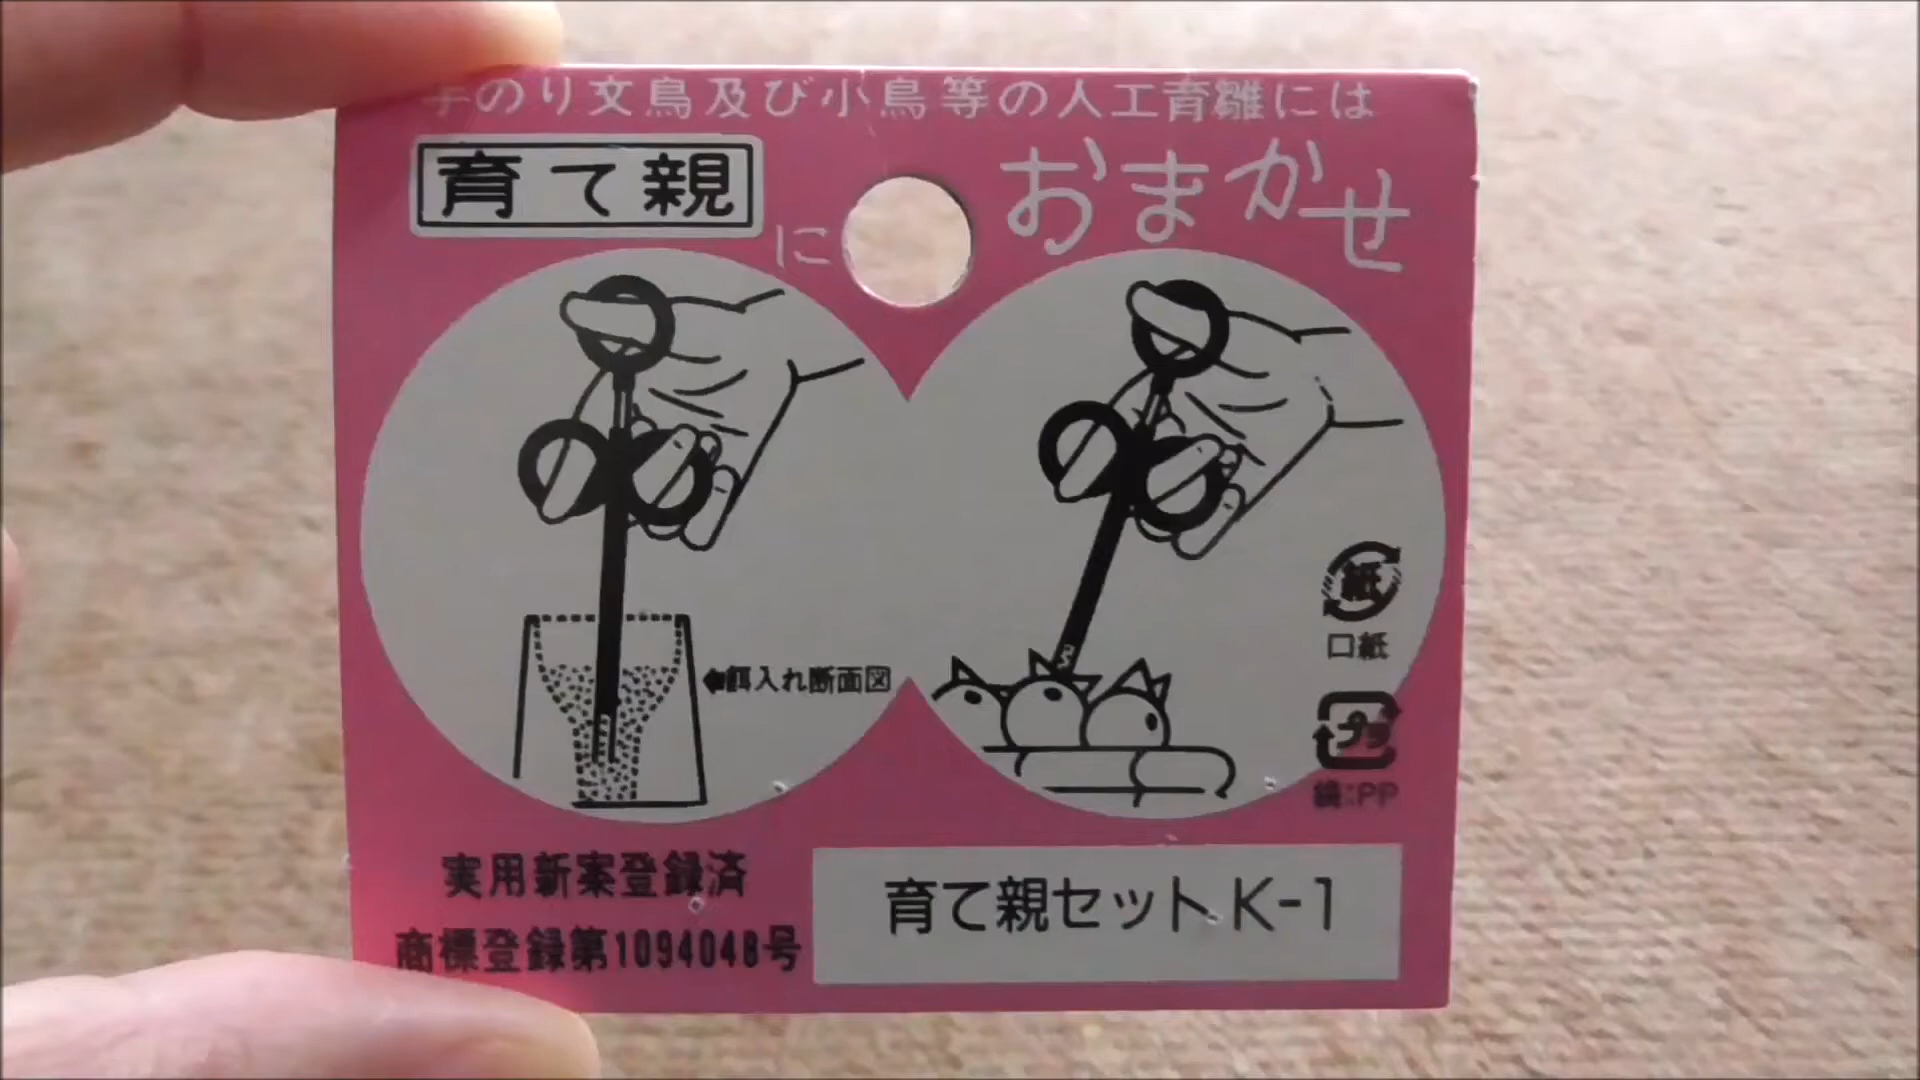 手のり文鳥及び小鳥等の人工育雛には
育て親
に
おまかせ
紙
口紙
餌入れ断面図
プラ
袋:PP
実用新案登録済
育て親セットK-1
商標登録第1094048号